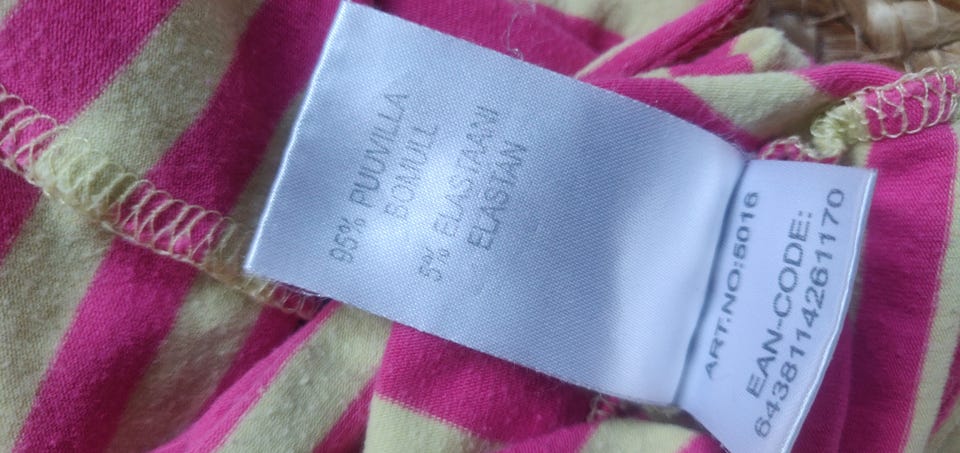 95% PUUVILLA
BOMULL
5% ELASTAANI
ELASTAN
ART.NO:5016
EAN-CODE:
6438114261170